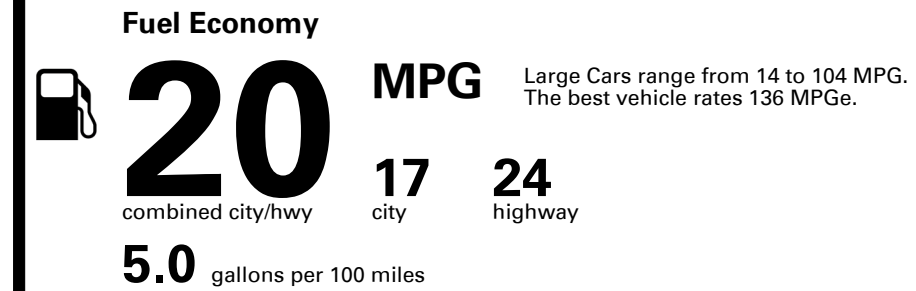 Fuel Economy
20 MPG
Large Cars range from 14 to 104 MPG.
The best vehicle rates 136 MPGe.
combined city/hwy
17
city
24
highway
5.0 gallons per 100 miles